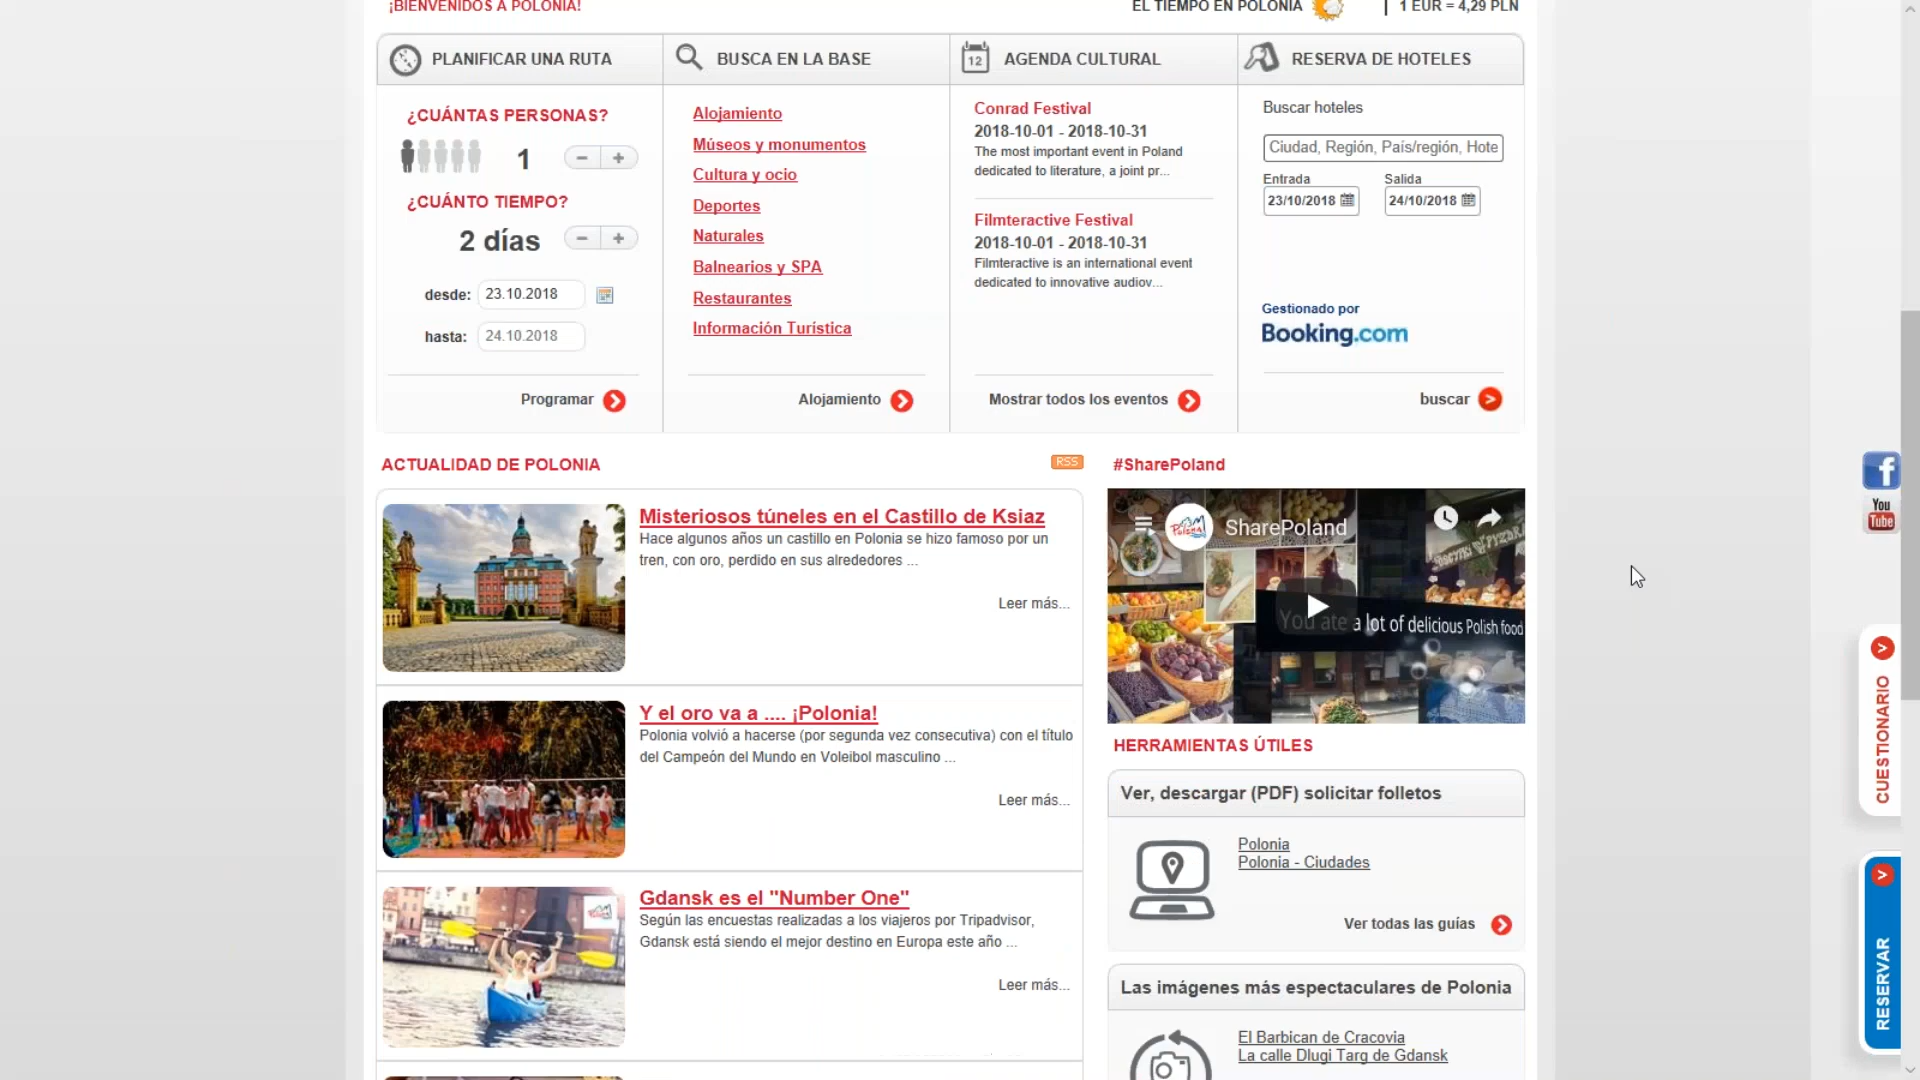 ¡BIENVENIDOS A POLONIA!
EL TIEMPO EN POLONIA
1 EUR = 4,29 PLN
PLANIFICAR UNA RUTA
¿CUÁNTAS PERSONAS?
1
¿CUÁNTO TIEMPO?
2 días
desde: 23.10.2018
hasta: 24.10.2018
Programar
BUSCA EN LA BASE
Alojamiento
Múseos y monumentos
Cultura y ocio
Deportes
Naturales
Balnearios y SPA
Restaurantes
Información Turística
Alojamiento
12
AGENDA CULTURAL
Conrad Festival
2018-10-01 - 2018-10-31
The most important event in Poland
dedicated to literature, a joint pr...
Filmteractive Festival
2018-10-01 - 2018-10-31
Filmteractive is an international event
dedicated to innovative audiov...
Mostrar todos los eventos
RESERVA DE HOTELES
Buscar hoteles
Ciudad, Región, País/región, Hote
Entrada Salida
23/10/2018 24/10/2018
Gestionado por
Booking.com
buscar
ACTUALIDAD DE POLONIA
RSS
Misteriosos túneles en el Castillo de Ksiaz
Hace algunos años un castillo en Polonia se hizo famoso por un
tren, con oro, perdido en sus alrededores ...
Leer más...
Y el oro va a .... ¡Polonia!
Polonia volvió a hacerse (por segunda vez consecutiva) con el título
del Campeón del Mundo en Voleibol masculino ...
Leer más...
Gdansk es el "Number One"
Según las encuestas realizadas a los viajeros por Tripadvisor,
Gdansk está siendo el mejor destino en Europa este año ...
Leer más...
#SharePoland
Polonia
SharePoland
You ate a lot of delicious Polish food
HERRAMIENTAS ÚTILES
Ver, descargar (PDF) solicitar folletos
Polonia
Polonia - Ciudades
Ver todas las guías
Las imágenes más espectaculares de Polonia
El Barbican de Cracovia
La calle Dlugi Targ de Gdansk
f
You
Tube
CUESTIONARIO
RESERVAR